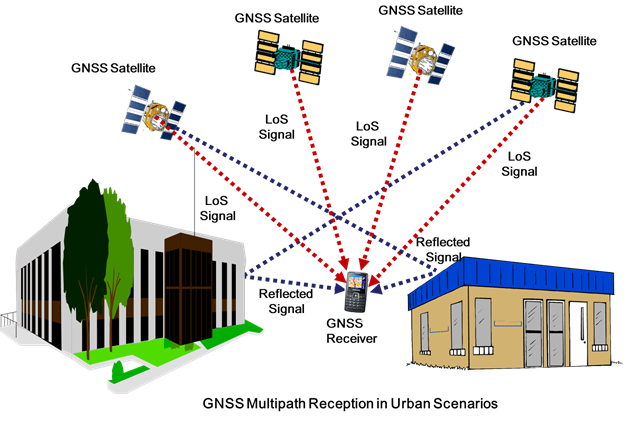 GNSS Satellite
GNSS Satellite
GNSS Satellite
GNSS Satellite
LoS
Signal
LoS
Signal
LoS
Signal
LoS
Signal
Reflected
Signal
Reflected
Signal
GNSS
Receiver
GNSS Multipath Reception in Urban Scenarios